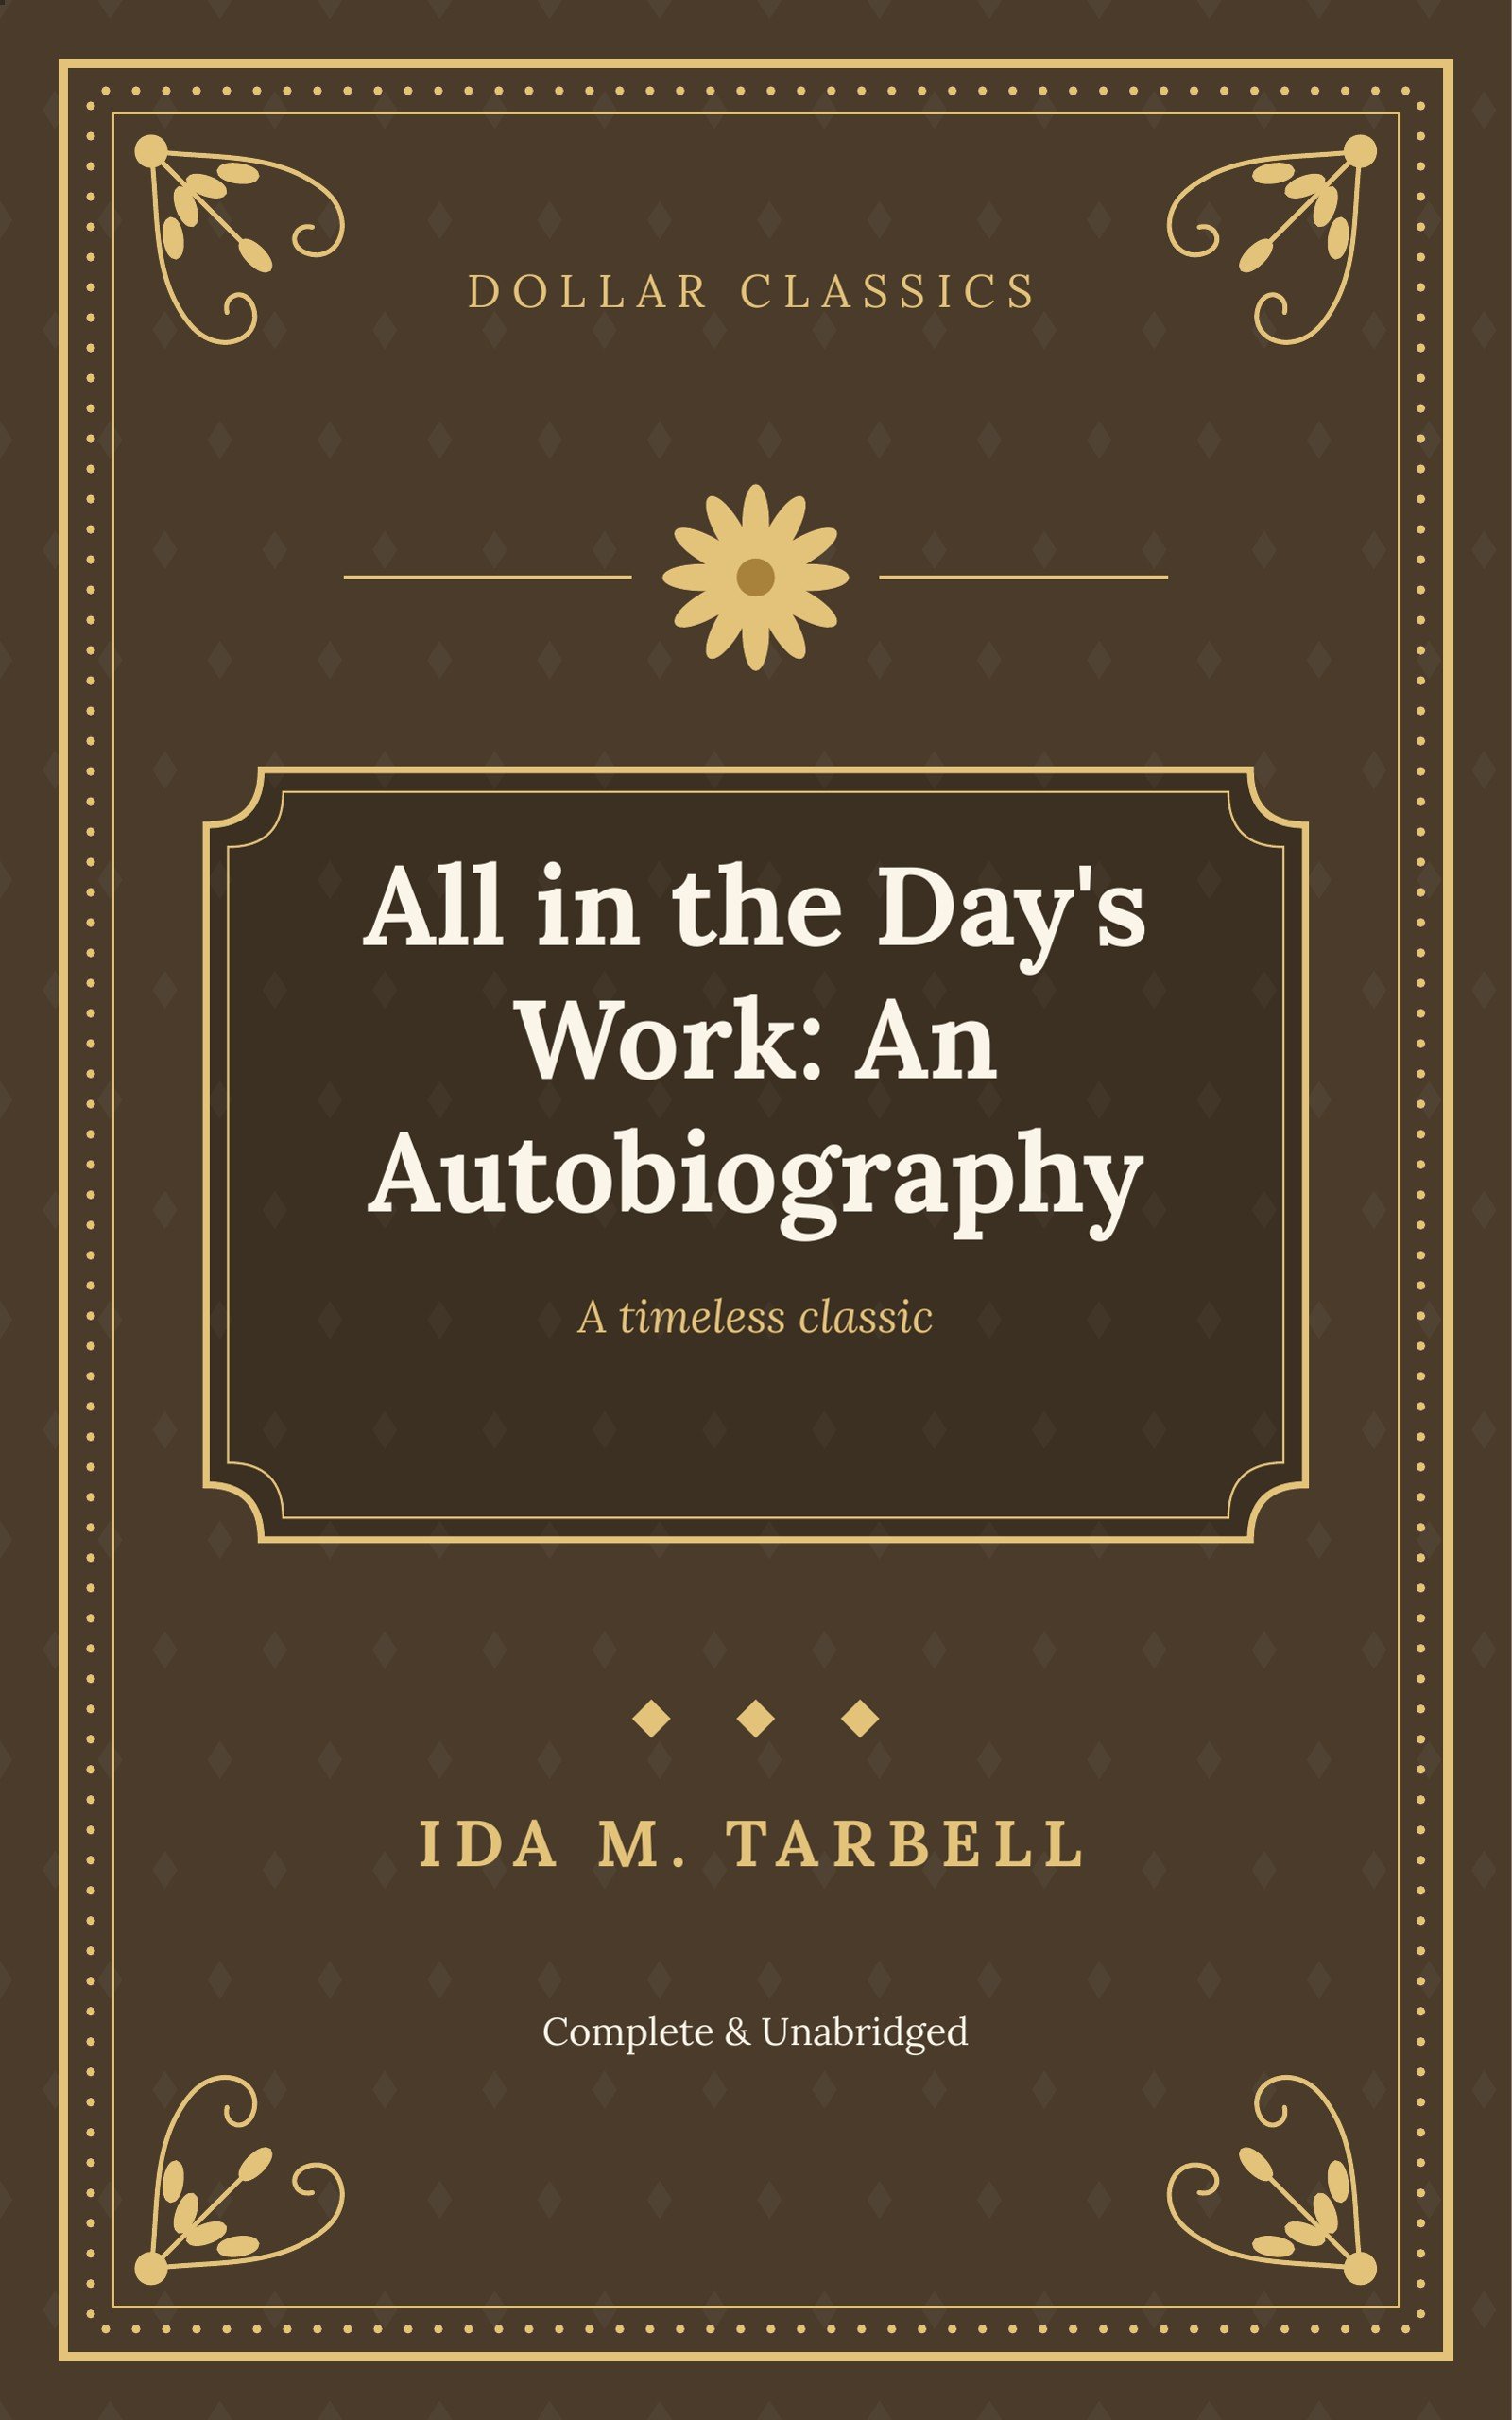 DOLLAR CLASSICS
All in the Day's
Work: An
Autobiography
A timeless classic
IDA M. TARBELL
Complete & Unabridged